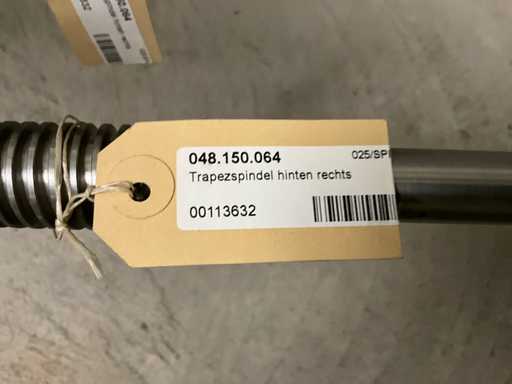 048.150.064
025/SP
Trapezspindel hinten rechts
00113632